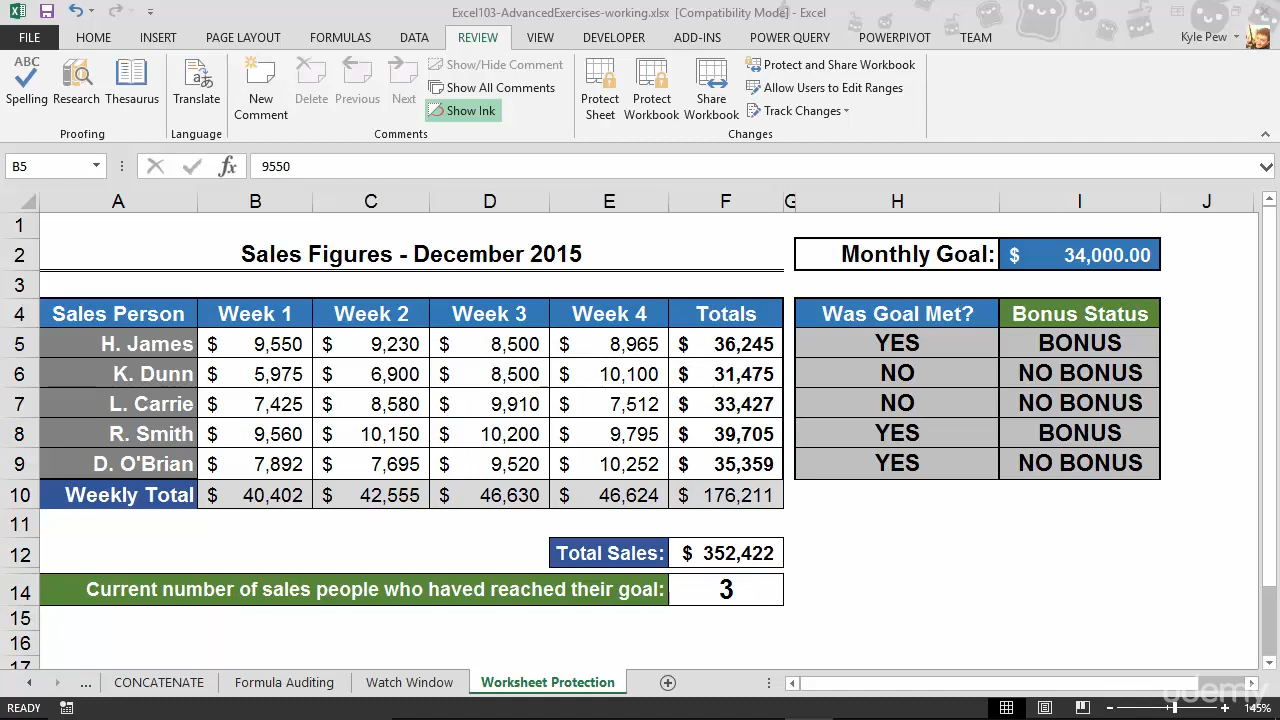 Excel103-AdvancedExercises-working.xlsx [Compatibility Mode] - Excel
FILE HOME INSERT PAGE LAYOUT FORMULAS DATA REVIEW VIEW DEVELOPER ADD-INS POWER QUERY POWERPIVOT TEAM Kyle Pew
ABC
Spelling Research Thesaurus Translate New Comment Delete Previous Next
Show/Hide Comment
Show All Comments
Show Ink
Protect Sheet Protect Workbook Share Workbook
Protect and Share Workbook
Allow Users to Edit Ranges
Track Changes
Proofing Language Comments Changes
B5 fx 9550
A B C D E F G H I J
1
2 Sales Figures - December 2015 Monthly Goal: $ 34,000.00
3
4 Sales Person Week 1 Week 2 Week 3 Week 4 Totals Was Goal Met? Bonus Status
5 H. James $ 9,550 $ 9,230 $ 8,500 $ 8,965 $ 36,245 YES BONUS
6 K. Dunn $ 5,975 $ 6,900 $ 8,500 $ 10,100 $ 31,475 NO NO BONUS
7 L. Carrie $ 7,425 $ 8,580 $ 9,910 $ 7,512 $ 33,427 NO NO BONUS
8 R. Smith $ 9,560 $ 10,150 $ 10,200 $ 9,795 $ 39,705 YES BONUS
9 D. O'Brian $ 7,892 $ 7,695 $ 9,520 $ 10,252 $ 35,359 YES NO BONUS
10 Weekly Total $ 40,402 $ 42,555 $ 46,630 $ 46,624 $ 176,211
11
12 Total Sales: $ 352,422
14 Current number of sales people who haved reached their goal: 3
15
16
17
... CONCATENATE Formula Auditing Watch Window Worksheet Protection
udemy
READY 145%